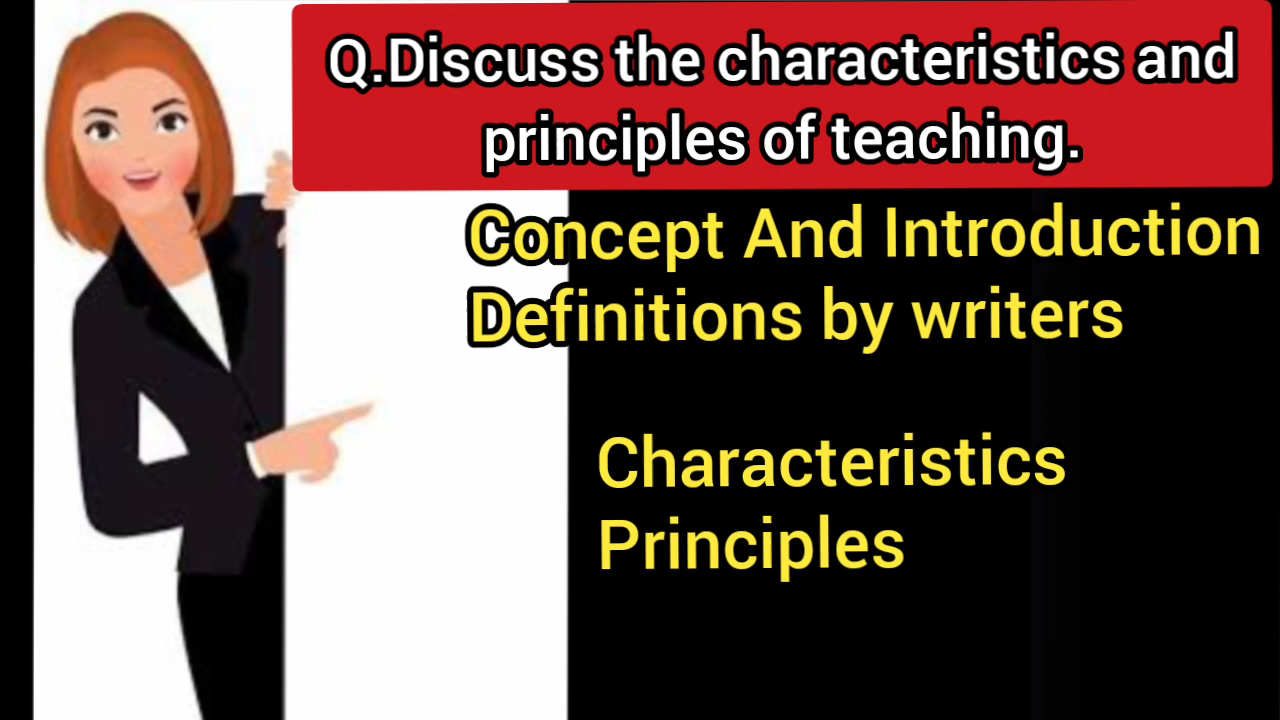 Q.Discuss the characteristics and
principles of teaching.
Concept And Introduction
Definitions by writers
Characteristics
Principles